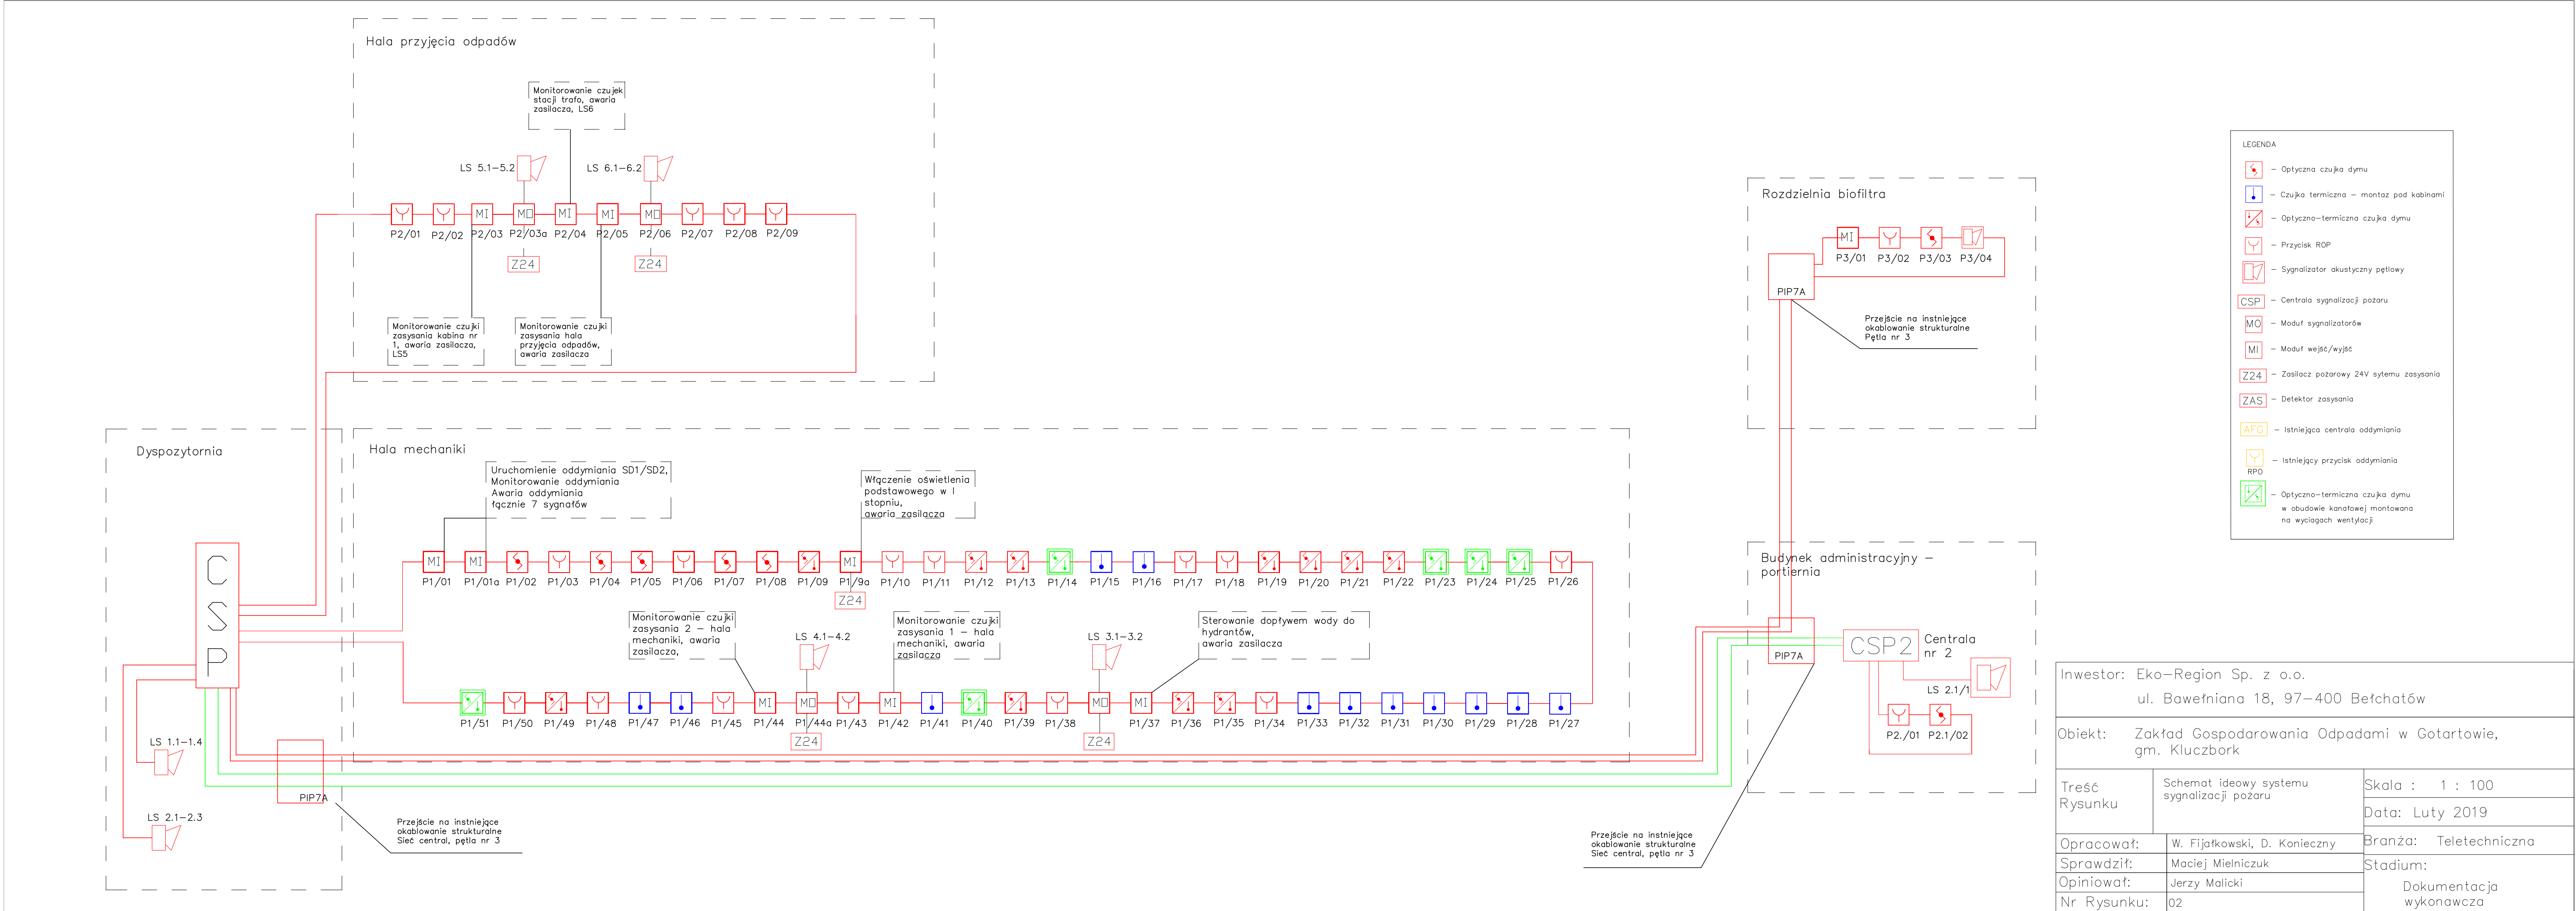 Hala przyjęcia odpadów
Monitorowanie czujek
stacji trafo, awaria
zasilacza, LS6
LS 5.1-5.2
LS 6.1-6.2
MI
MO
MI
MI
MO
P2/01
P2/02
P2/03
P2/03a
P2/04
P2/05
P2/06
P2/07
P2/08
P2/09
Z24
Z24
Monitorowanie czujki
zasysania kabina nr
1, awaria zasilacza,
LS5
Monitorowanie czujki
zasysania hala
przyjęcia odpadów,
awaria zasilacza
Dyspozytornia
CSP
LS 1.1-1.4
LS 2.1-2.3
PIP7A
Przejście na instniejące
okablowanie strukturalne
Sieć central, pętla nr 3
Hala mechaniki
Uruchomienie oddymiania SD1/SD2,
Monitorowanie oddymiania
Awaria oddymiania
łącznie 7 sygnałów
Włączenie oświetlenia
podstawowego w I
stopniu,
awaria zasilacza
MI
MI
MI
P1/01
P1/01a
P1/02
P1/03
P1/04
P1/05
P1/06
P1/07
P1/08
P1/09
P1/9a
P1/10
P1/11
P1/12
P1/13
P1/14
P1/15
P1/16
P1/17
P1/18
P1/19
P1/20
P1/21
P1/22
P1/23
P1/24
P1/25
P1/26
Z24
Monitorowanie czujki
zasysania 2 – hala
mechaniki, awaria
zasilacza,
LS 4.1-4.2
Monitorowanie czujki
zasysania 1 – hala
mechaniki, awaria
zasilacza
LS 3.1-3.2
Sterowanie dopływem wody do
hydrantów,
awaria zasilacza
MI
MO
MI
MO
MI
P1/51
P1/50
P1/49
P1/48
P1/47
P1/46
P1/45
P1/44
P1/44a
P1/43
P1/42
P1/41
P1/40
P1/39
P1/38
P1/37
P1/36
P1/35
P1/34
P1/33
P1/32
P1/31
P1/30
P1/29
P1/28
P1/27
Z24
Z24
Rozdzielnia biofiltra
MI
P3/01
P3/02
P3/03
P3/04
PIP7A
Przejście na instniejące
okablowanie strukturalne
Pętla nr 3
Budynek administracyjny –
portiernia
PIP7A
CSP2
Centrala
nr 2
LS 2.1/1
P2./01
P2.1/02
Przejście na instniejące
okablowanie strukturalne
Sieć central, pętla nr 3
LEGENDA
– Optyczna czujka dymu
– Czujka termiczna – montaz pod kabinami
– Optyczno-termiczna czujka dymu
– Przycisk ROP
– Sygnalizator akustyczny pętlowy
CSP – Centrala sygnalizacji pożaru
MO – Moduł sygnalizatorów
MI – Moduł wejść/wyjść
Z24 – Zasilacz pożarowy 24V sytemu zasysania
ZAS – Detektor zasysania
AFG – Istniejąca centrala oddymiania
– Istniejący przycisk oddymiania
RPO
– Optyczno-termiczna czujka dymu
w obudowie kanałowej montowana
na wyciagach wentylacji
Inwestor: Eko-Region Sp. z o.o.
ul. Bawełniana 18, 97-400 Bełchatów
Obiekt: Zakład Gospodarowania Odpadami w Gotartowie,
gm. Kluczbork
Treść
Rysunku
Schemat ideowy systemu
sygnalizacji pożaru
Skala : 1 : 100
Data: Luty 2019
Opracował: W. Fijałkowski, D. Konieczny
Branża: Teletechniczna
Sprawdził: Maciej Mielniczuk
Stadium:
Opiniował: Jerzy Malicki
Dokumentacja
wykonawcza
Nr Rysunku: 02